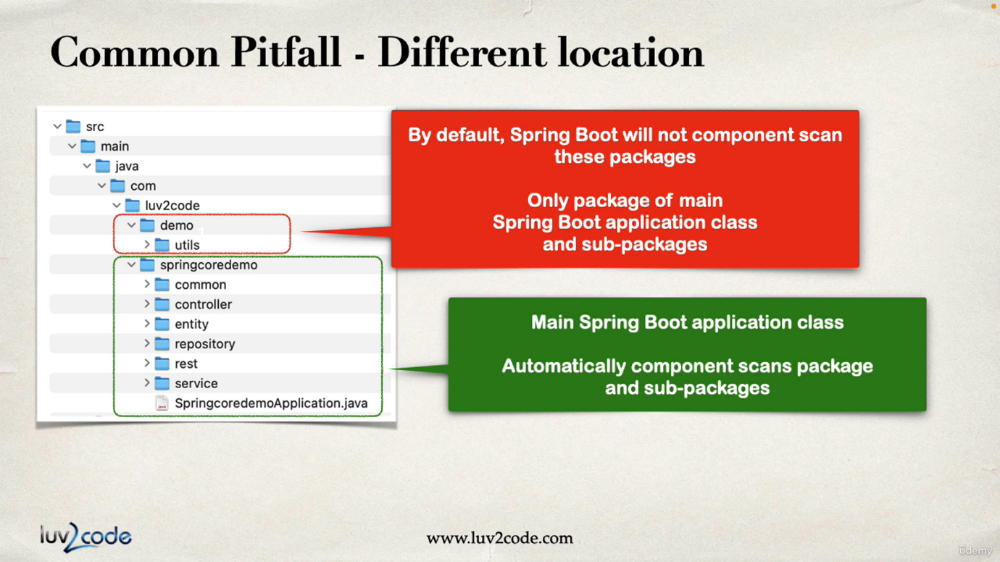 Common Pitfall - Different location
src
main
java
com
luv2code
demo
utils
springcoredemo
common
controller
entity
repository
rest
service
SpringcoredemoApplication.java
By default, Spring Boot will not component scan
these packages
Only package of main
Spring Boot application class
and sub-packages
Main Spring Boot application class
Automatically component scans package
and sub-packages
luv2code
www.luv2code.com
ûdemy